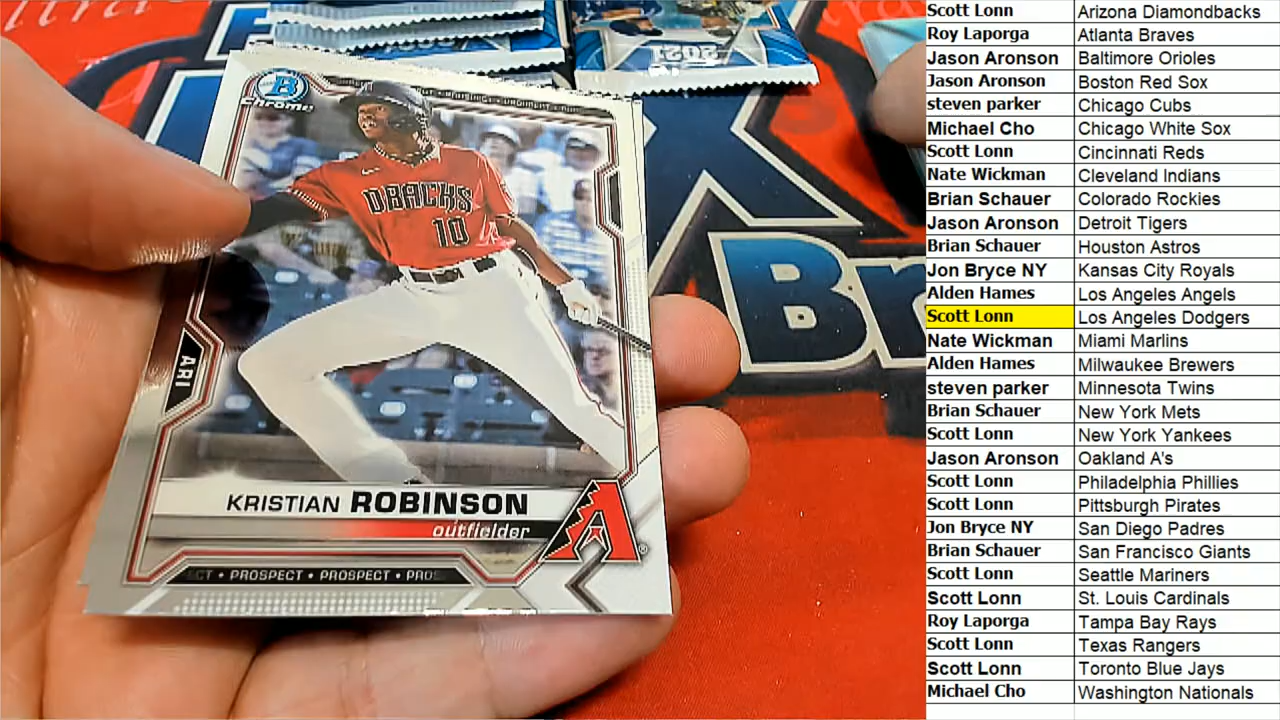 2021
B
Chrome
DBACKS
10
ARI
KRISTIAN ROBINSON
outfielder
A
PROSPECT • PROSPECT
Br
Scott Lonn Arizona Diamondbacks
Roy Laporga Atlanta Braves
Jason Aronson Baltimore Orioles
Jason Aronson Boston Red Sox
steven parker Chicago Cubs
Michael Cho Chicago White Sox
Scott Lonn Cincinnati Reds
Nate Wickman Cleveland Indians
Brian Schauer Colorado Rockies
Jason Aronson Detroit Tigers
Brian Schauer Houston Astros
Jon Bryce NY Kansas City Royals
Alden Hames Los Angeles Angels
Scott Lonn Los Angeles Dodgers
Nate Wickman Miami Marlins
Alden Hames Milwaukee Brewers
steven parker Minnesota Twins
Brian Schauer New York Mets
Scott Lonn New York Yankees
Jason Aronson Oakland A's
Scott Lonn Philadelphia Phillies
Scott Lonn Pittsburgh Pirates
Jon Bryce NY San Diego Padres
Brian Schauer San Francisco Giants
Scott Lonn Seattle Mariners
Scott Lonn St. Louis Cardinals
Roy Laporga Tampa Bay Rays
Scott Lonn Texas Rangers
Scott Lonn Toronto Blue Jays
Michael Cho Washington Nationals